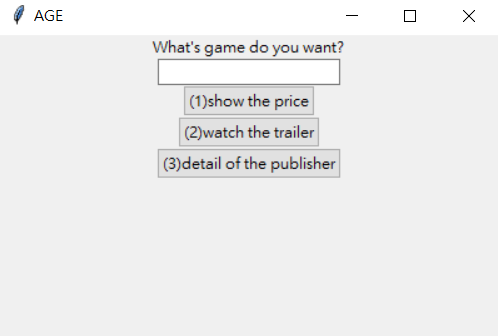 AGE
What's game do you want?
(1)show the price
(2)watch the trailer
(3)detail of the publisher